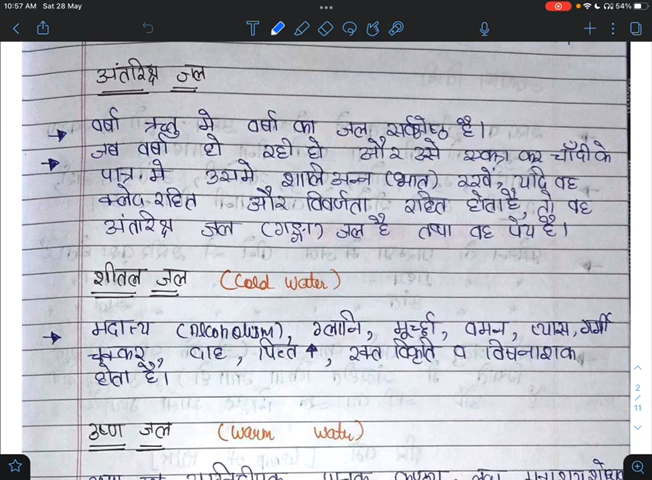 10:57 AM Sat 28 May
54%
अंतरिक्ष जल
वर्षा ऋतु मे वर्षा का जल सर्वश्रेष्ठ है।
जब वर्षा हो रही हो और उसे एकत्र कर चाँदी के
पात्र मे उसमे शालि अन्न (भात) रखें, यदि वह
क्लेद रहित और विवर्णता रहित होता है, तो वह
अंतरिक्ष जल (गङ्गा) जल है तथा वह पेय है।
शीतल जल (Cold water)
मदात्य (Alcoholism), ग्लानि, मूर्च्छा, वमन, प्यास, गर्मी
चक्कर, दाह, पित्त ↑, रक्त विकृति व विषनाशक
होता है।
2
11
उष्ण जल (Warm water)